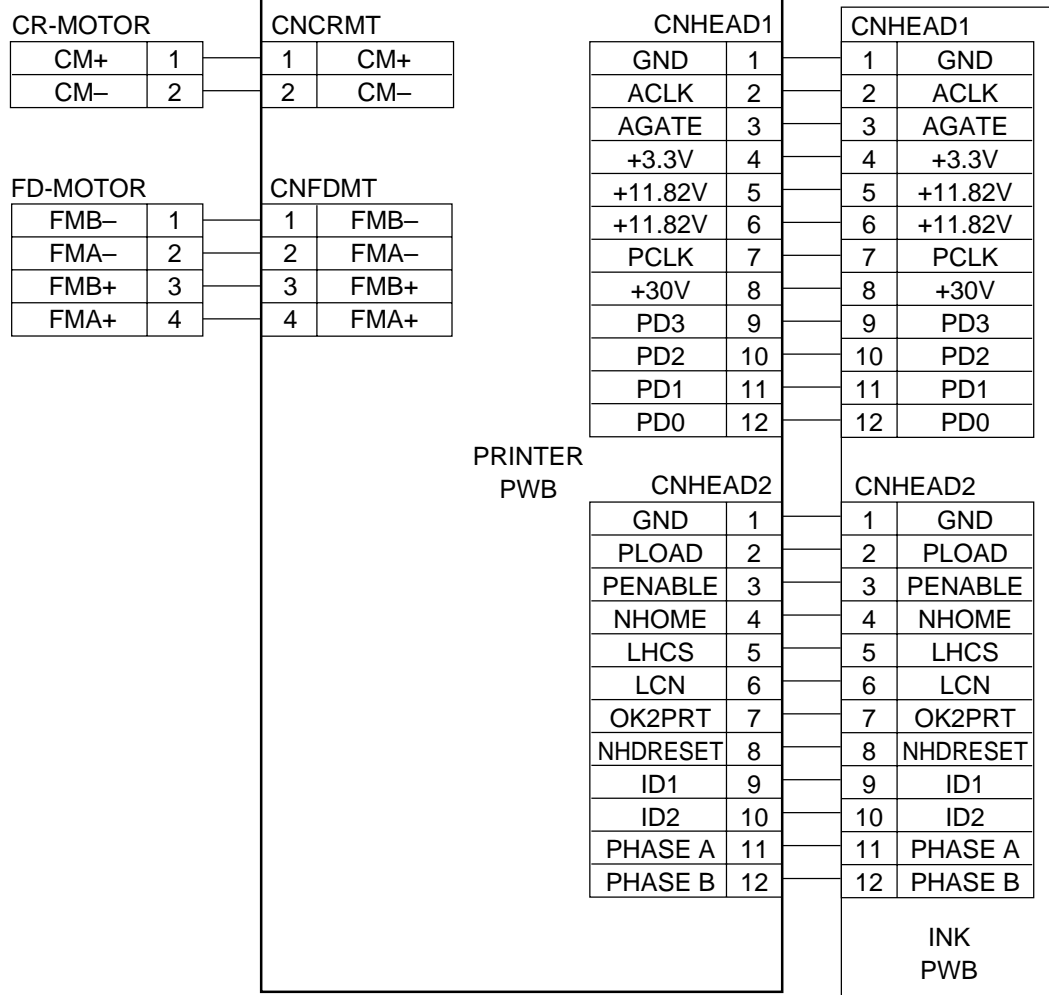 CR-MOTOR
CM+ 1
CM– 2
CNCRMT
1 CM+
2 CM–
FD-MOTOR
FMB– 1
FMA– 2
FMB+ 3
FMA+ 4
CNFDMT
1 FMB–
2 FMA–
3 FMB+
4 FMA+
PRINTER
PWB
CNHEAD1
GND 1
ACLK 2
AGATE 3
+3.3V 4
+11.82V 5
+11.82V 6
PCLK 7
+30V 8
PD3 9
PD2 10
PD1 11
PD0 12
CNHEAD1
1 GND
2 ACLK
3 AGATE
4 +3.3V
5 +11.82V
6 +11.82V
7 PCLK
8 +30V
9 PD3
10 PD2
11 PD1
12 PD0
CNHEAD2
GND 1
PLOAD 2
PENABLE 3
NHOME 4
LHCS 5
LCN 6
OK2PRT 7
NHDRESET 8
ID1 9
ID2 10
PHASE A 11
PHASE B 12
CNHEAD2
1 GND
2 PLOAD
3 PENABLE
4 NHOME
5 LHCS
6 LCN
7 OK2PRT
8 NHDRESET
9 ID1
10 ID2
11 PHASE A
12 PHASE B
INK
PWB